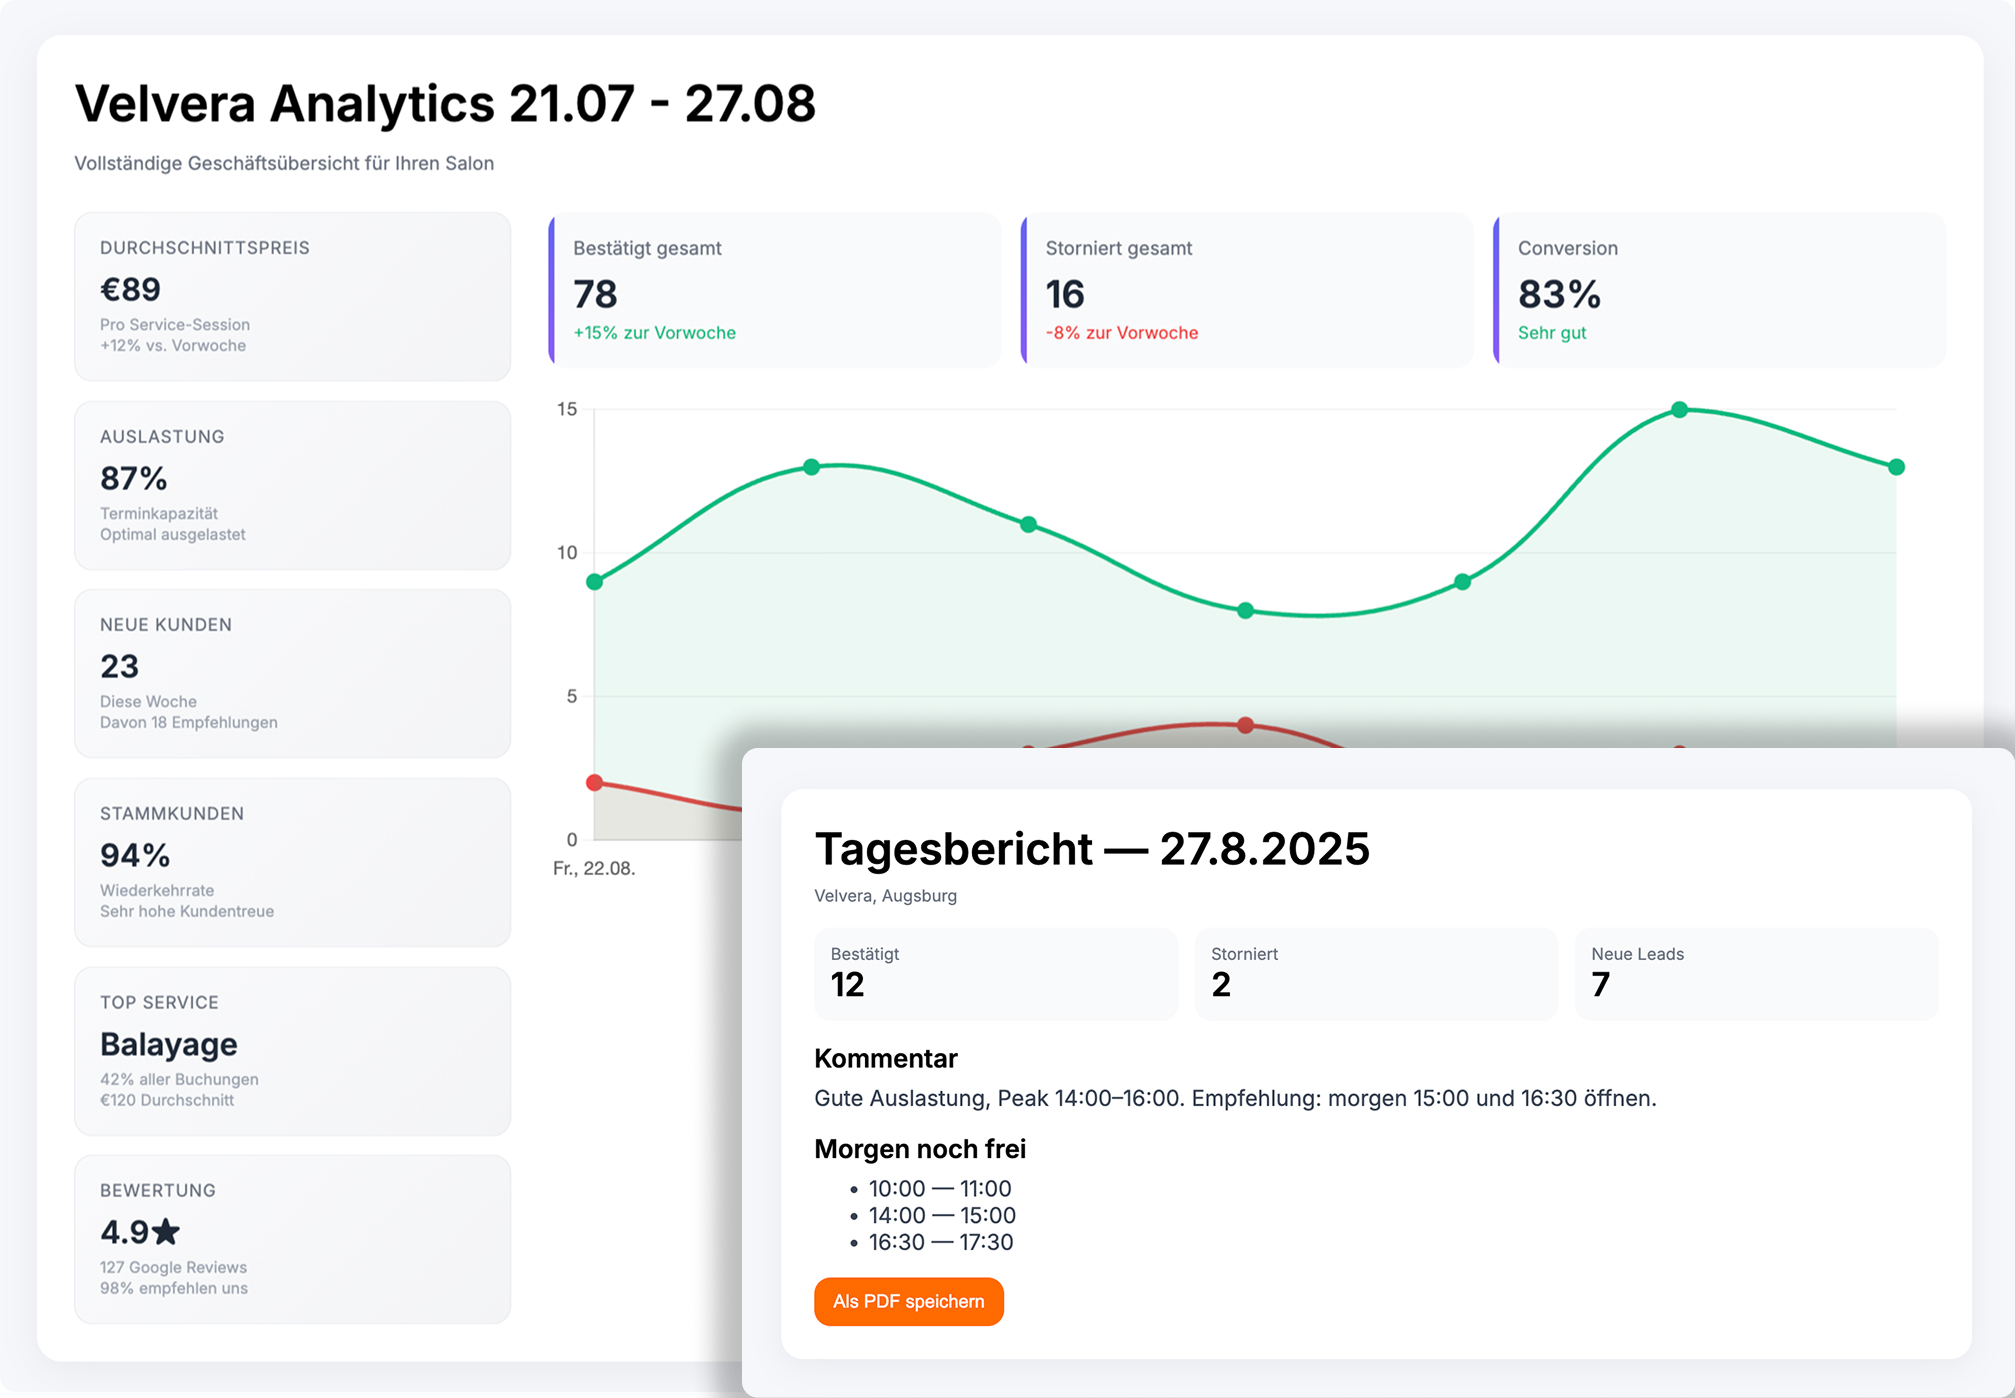 Velvera Analytics 21.07 - 27.08
Vollständige Geschäftsübersicht für Ihren Salon
DURCHSCHNITTSPREIS
€89
Pro Service-Session
+12% vs. Vorwoche
AUSLASTUNG
87%
Terminkapazität
Optimal ausgelastet
NEUE KUNDEN
23
Diese Woche
Davon 18 Empfehlungen
STAMMKUNDEN
94%
Wiederkehrrate
Sehr hohe Kundentreue
TOP SERVICE
Balayage
42% aller Buchungen
€120 Durchschnitt
BEWERTUNG
4.9★
127 Google Reviews
98% empfehlen uns
Bestätigt gesamt
78
+15% zur Vorwoche
Storniert gesamt
16
-8% zur Vorwoche
Conversion
83%
Sehr gut
15
10
5
0
Fr., 22.08.
Tagesbericht — 27.8.2025
Velvera, Augsburg
Bestätigt
12
Storniert
2
Neue Leads
7
Kommentar
Gute Auslastung, Peak 14:00–16:00. Empfehlung: morgen 15:00 und 16:30 öffnen.
Morgen noch frei
• 10:00 — 11:00
• 14:00 — 15:00
• 16:30 — 17:30
Als PDF speichern